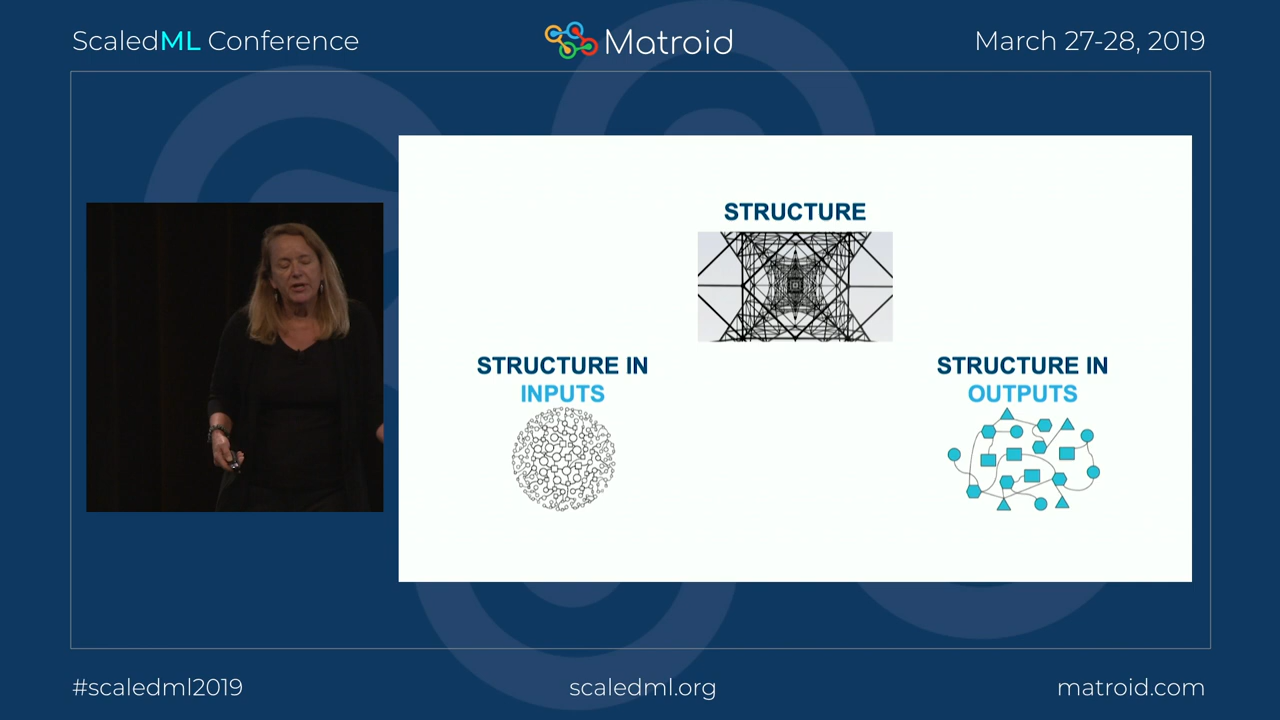 ScaledML Conference
Matroid
March 27-28, 2019
STRUCTURE
STRUCTURE IN
INPUTS
STRUCTURE IN
OUTPUTS
#scaledml2019
scaledml.org
matroid.com